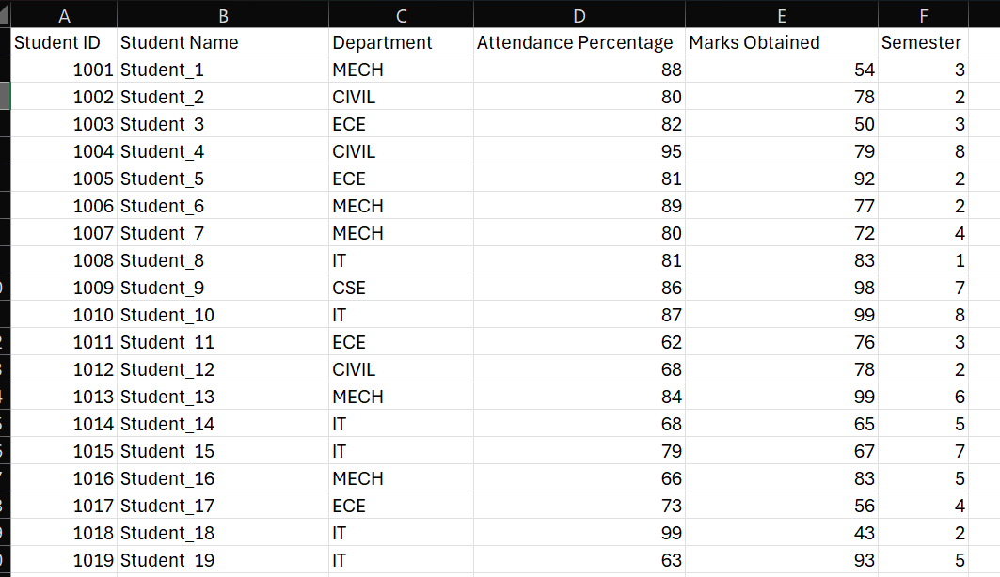 A B C D E F
Student ID Student Name Department Attendance Percentage Marks Obtained Semester
1001 Student_1 MECH 88 54 3
1002 Student_2 CIVIL 80 78 2
1003 Student_3 ECE 82 50 3
1004 Student_4 CIVIL 95 79 8
1005 Student_5 ECE 81 92 2
1006 Student_6 MECH 89 77 2
1007 Student_7 MECH 80 72 4
1008 Student_8 IT 81 83 1
1009 Student_9 CSE 86 98 7
1010 Student_10 IT 87 99 8
1011 Student_11 ECE 62 76 3
1012 Student_12 CIVIL 68 78 2
1013 Student_13 MECH 84 99 6
1014 Student_14 IT 68 65 5
1015 Student_15 IT 79 67 7
1016 Student_16 MECH 66 83 5
1017 Student_17 ECE 73 56 4
1018 Student_18 IT 99 43 2
1019 Student_19 IT 63 93 5